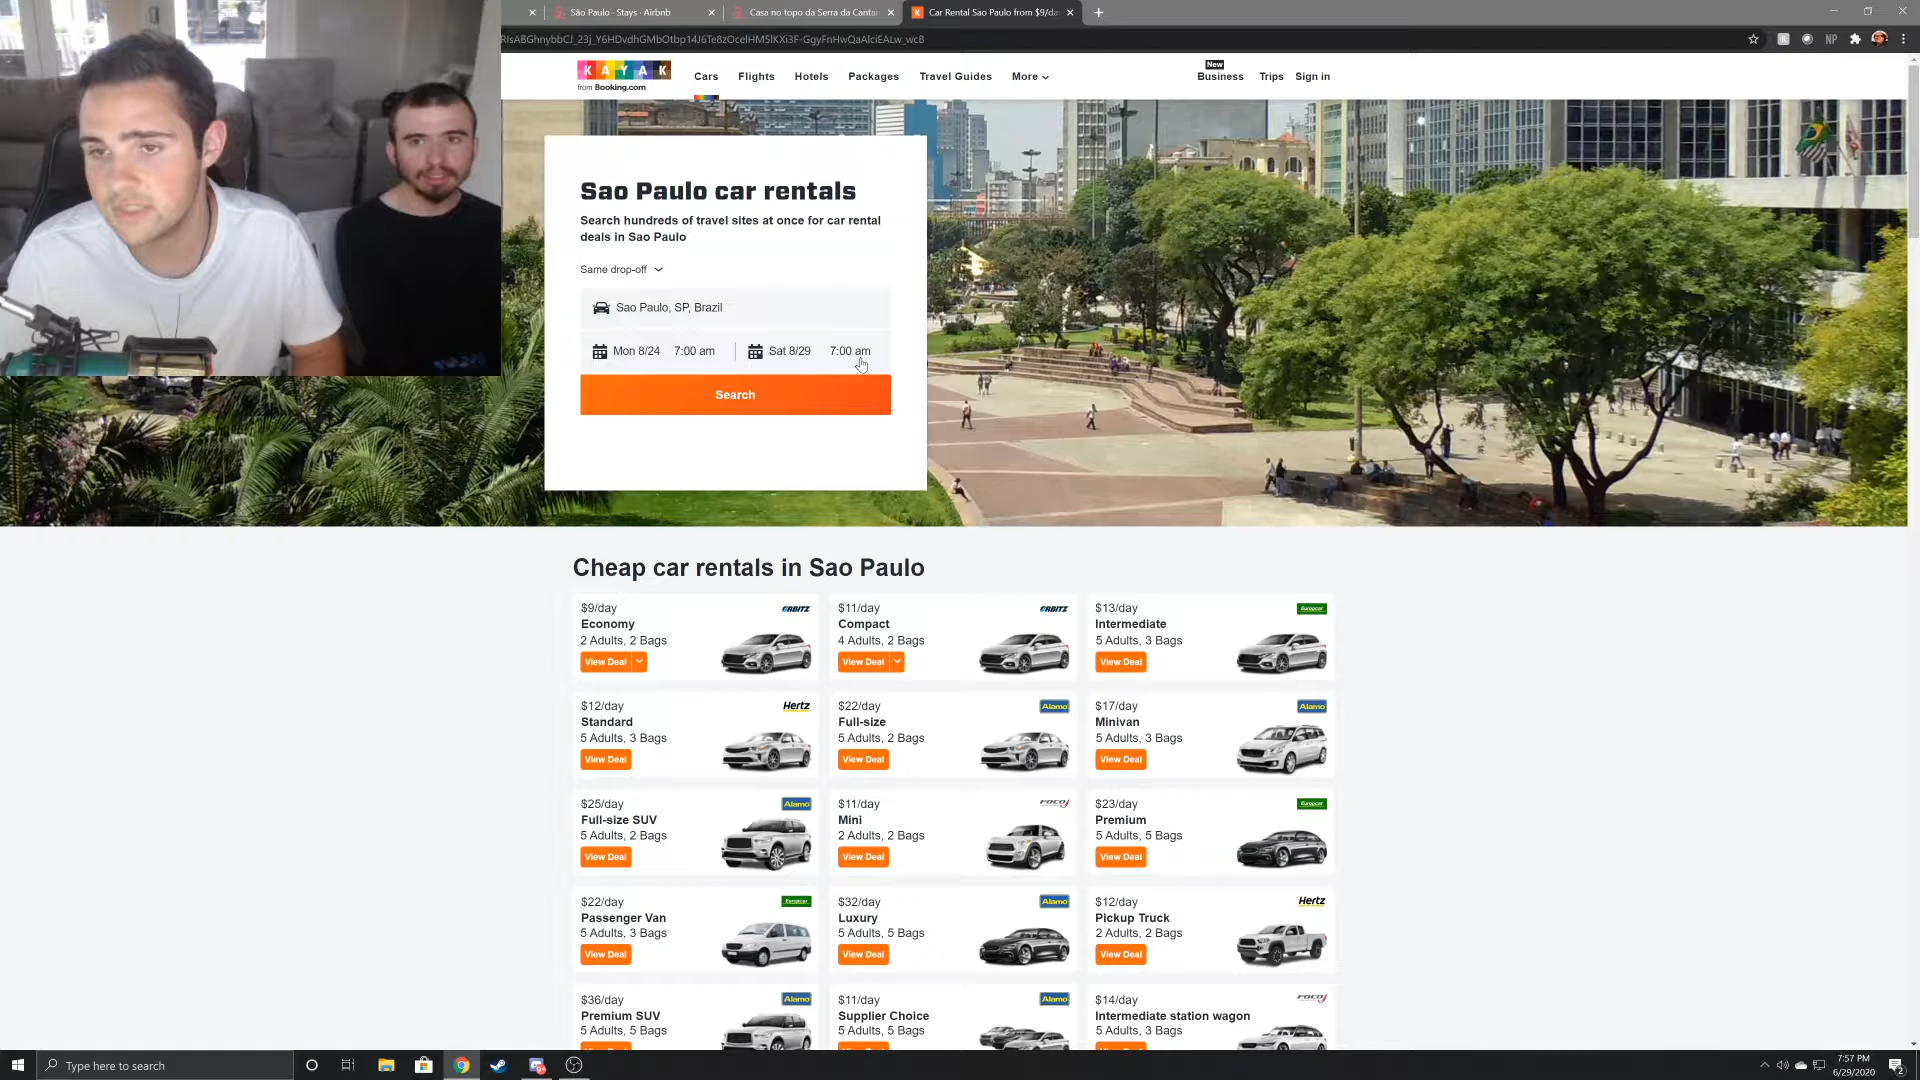 São Paulo - Stays · Airbnb
Casa no topo da Serra da Cantai
Car Rental Sao Paulo from $9/da
NP
KAYAK
from Booking.com
Cars
Flights
Hotels
Packages
Travel Guides
More
New
Business
Trips
Sign in
Sao Paulo car rentals
Search hundreds of travel sites at once for car rental
deals in Sao Paulo
Same drop-off
Sao Paulo, SP, Brazil
Mon 8/24 7:00 am Sat 8/29 7:00 am
Search
Cheap car rentals in Sao Paulo
$9/day ORBITZ
Economy
2 Adults, 2 Bags
View Deal
$11/day ORBITZ
Compact
4 Adults, 2 Bags
View Deal
$13/day Europcar
Intermediate
5 Adults, 3 Bags
View Deal
$12/day Hertz
Standard
5 Adults, 3 Bags
View Deal
$22/day Alamo
Full-size
5 Adults, 2 Bags
View Deal
$17/day Alamo
Minivan
5 Adults, 3 Bags
View Deal
$25/day Alamo
Full-size SUV
5 Adults, 2 Bags
View Deal
$11/day FOCO
Mini
2 Adults, 2 Bags
View Deal
$23/day Europcar
Premium
5 Adults, 5 Bags
View Deal
$22/day Europcar
Passenger Van
5 Adults, 3 Bags
View Deal
$32/day Alamo
Luxury
5 Adults, 5 Bags
View Deal
$12/day Hertz
Pickup Truck
2 Adults, 2 Bags
View Deal
$36/day Alamo
Premium SUV
5 Adults, 5 Bags
$11/day Alamo
Supplier Choice
5 Adults, 5 Bags
$14/day FOCO
Intermediate station wagon
5 Adults, 3 Bags
Type here to search
7:57 PM
6/29/2020
2